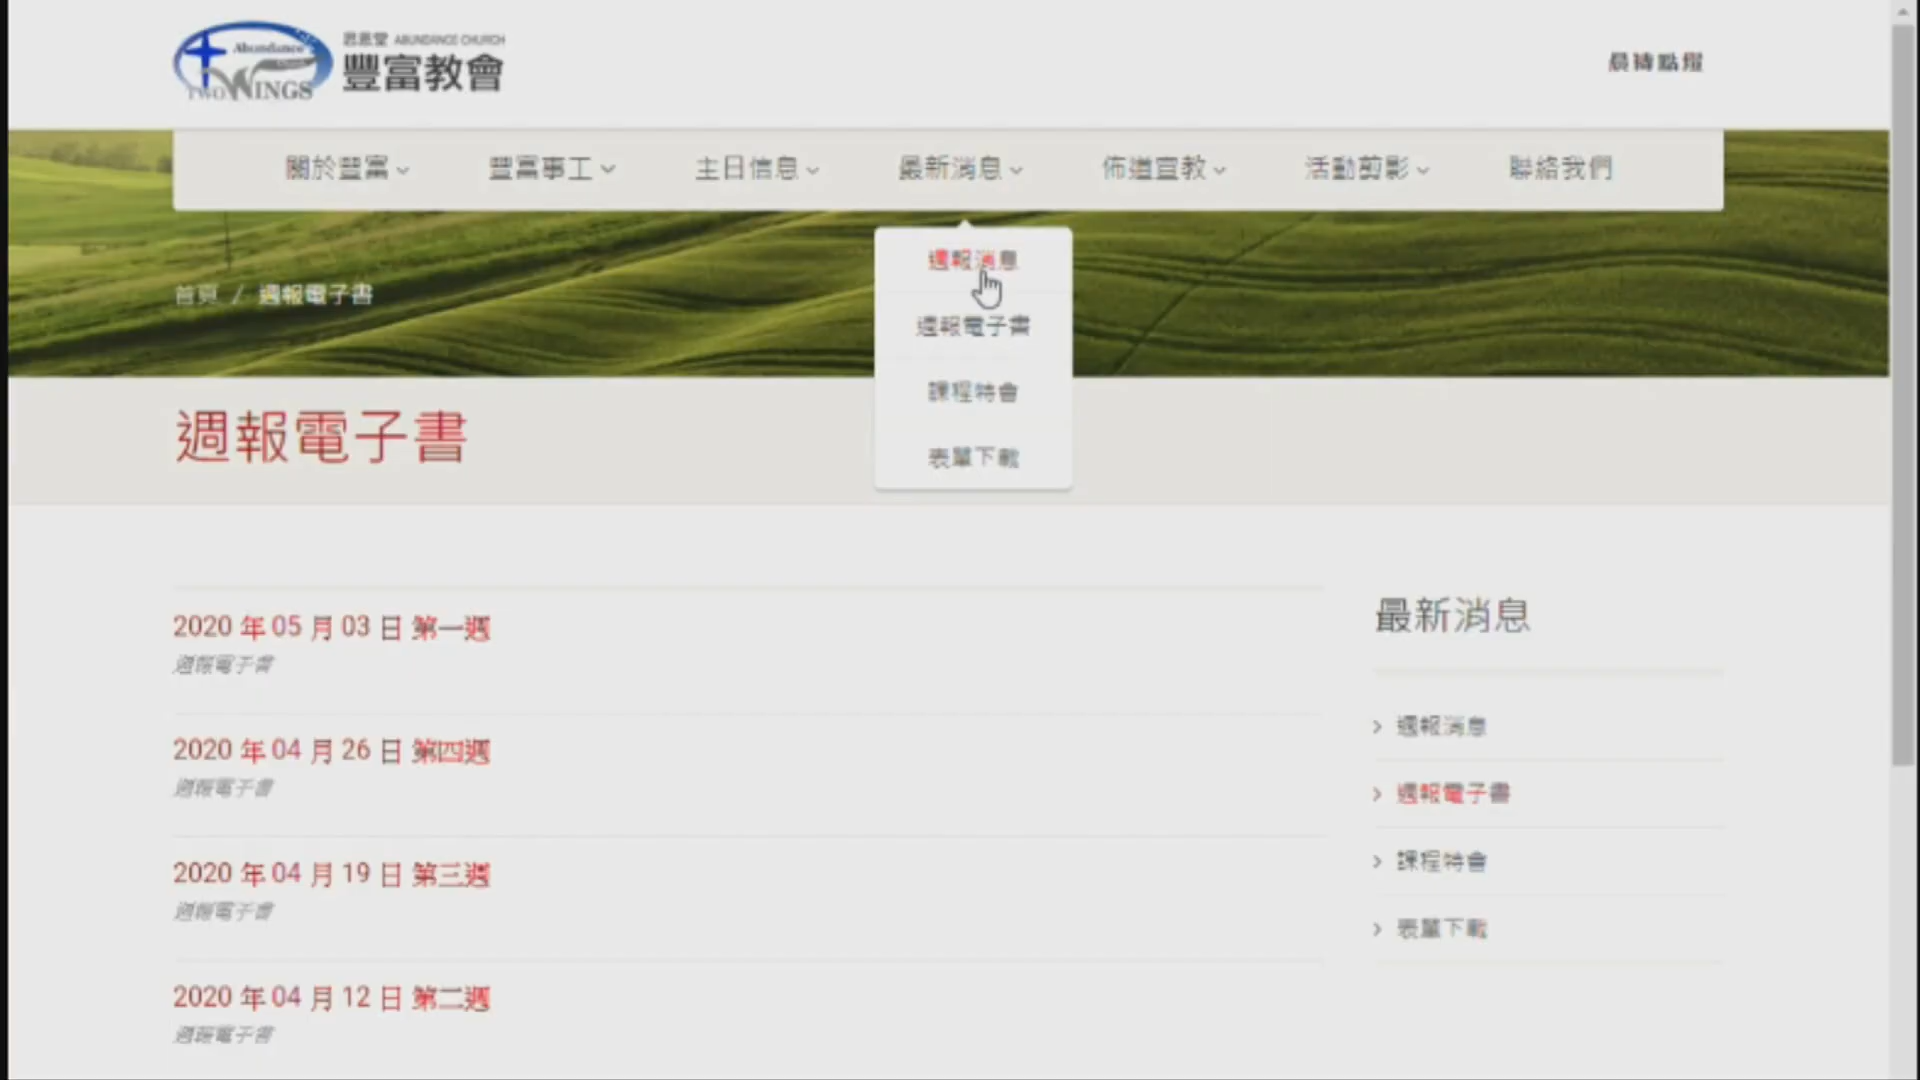 Abundance
TWO WINGS
思恩堂 ABUNDANCE CHURCH
豐富教會
晨禱點燈
關於豐富
豐富事工
主日信息
最新消息
佈道宣教
活動剪影
聯絡我們
週報消息
週報電子書
課程特會
表單下載
首頁 / 週報電子書
週報電子書
2020 年 05 月 03 日 第一週
週報電子書
2020 年 04 月 26 日 第四週
週報電子書
2020 年 04 月 19 日 第三週
週報電子書
2020 年 04 月 12 日 第二週
週報電子書
最新消息
週報消息
週報電子書
課程特會
表單下載